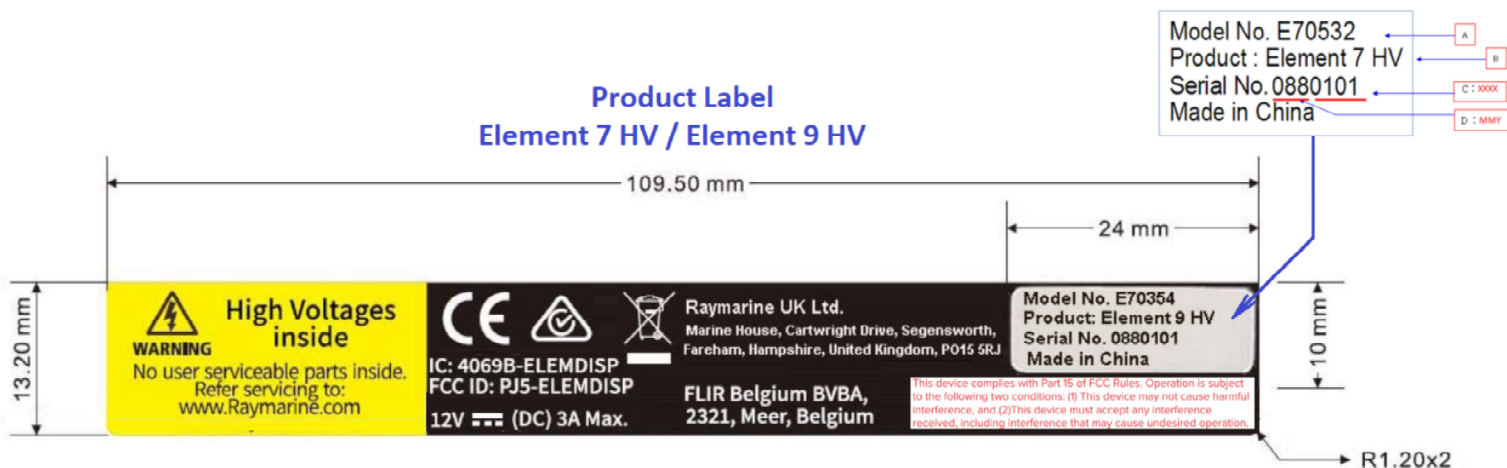 Model No. E70532
Product : Element 7 HV
Serial No. 0880101
Made in China
A
B
C : XXXX
D : MMY
Product Label
Element 7 HV / Element 9 HV
109.50 mm
24 mm
13.20 mm
10 mm
WARNING
High Voltages
inside
No user serviceable parts inside.
Refer servicing to:
www.Raymarine.com
CE
IC: 4069B-ELEMDISP
FCC ID: PJ5-ELEMDISP
12V (DC) 3A Max.
Raymarine UK Ltd.
Marine House, Cartwright Drive, Segensworth,
Fareham, Hampshire, United Kingdom, PO15 5RJ
FLIR Belgium BVBA,
2321, Meer, Belgium
Model No. E70354
Product: Element 9 HV
Serial No. 0880101
Made in China
This device complies with Part 15 of FCC Rules. Operation is subject
to the following two conditions: (1) This device may not cause harmful
interference, and (2)This device must accept any interference
received, including interference that may cause undesired operation.
R1.20x2